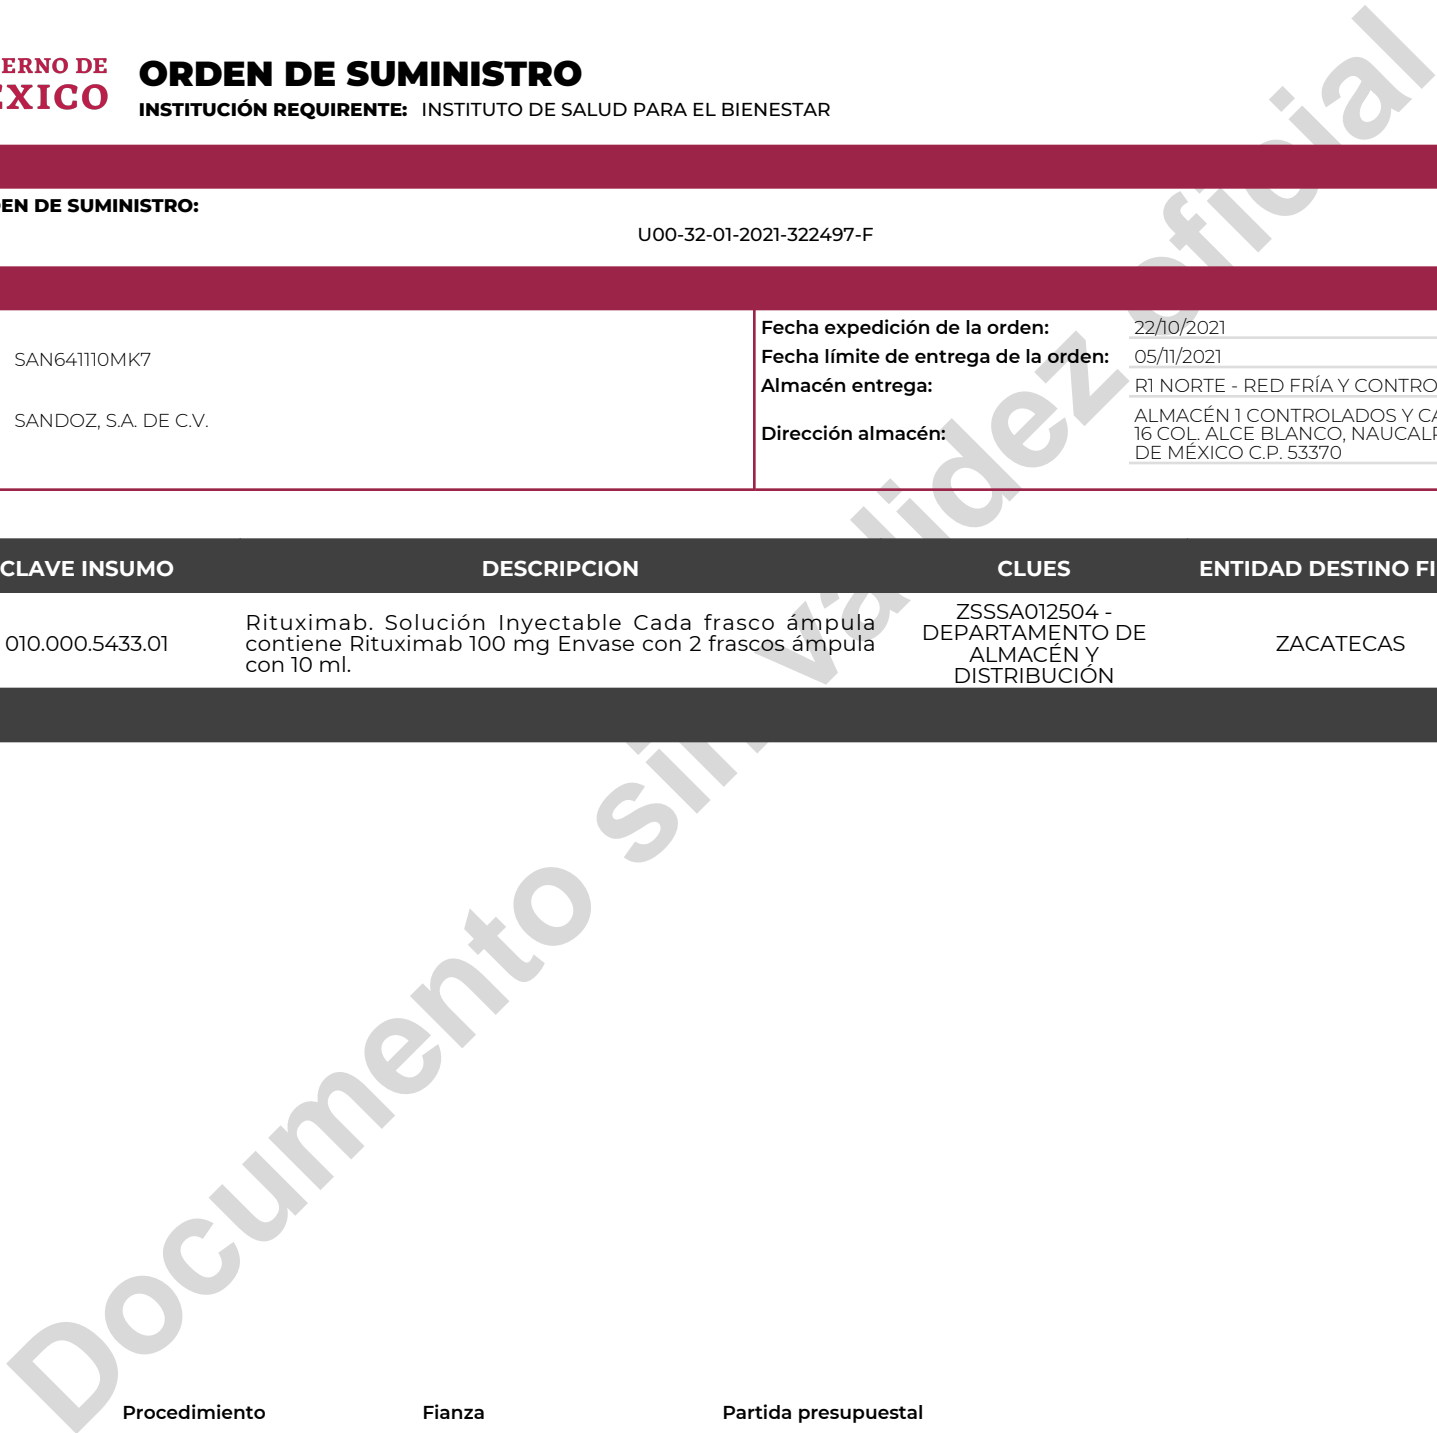 ERNO DE
ORDEN DE SUMINISTRO
INSTITUCIÓN REQUIRENTE: INSTITUTO DE SALUD PARA EL BIENESTAR
EXICO
EN DE SUMINISTRO:
U00-32-01-2021-322497-F
SAN641110MK7
SANDOZ, S.A. DE C.V.
Fecha expedición de la orden: 22/10/2021
Fecha límite de entrega de la orden: 05/11/2021
Almacén entrega: R1 NORTE - RED FRÍA Y CONTRO
Dirección almacén: ALMACÉN 1 CONTROLADOS Y CA
16 COL. ALCE BLANCO, NAUCALP
DE MÉXICO C.P. 53370
CLAVE INSUMO DESCRIPCION CLUES ENTIDAD DESTINO FI
010.000.5433.01
Rituximab. Solución Inyectable Cada frasco ámpula
contiene Rituximab 100 mg Envase con 2 frascos ámpula
con 10 ml.
ZSSSA012504 -
DEPARTAMENTO DE
ALMACÉN Y
DISTRIBUCIÓN
ZACATECAS
Documento sin validez oficial
Procedimiento Fianza Partida presupuestal